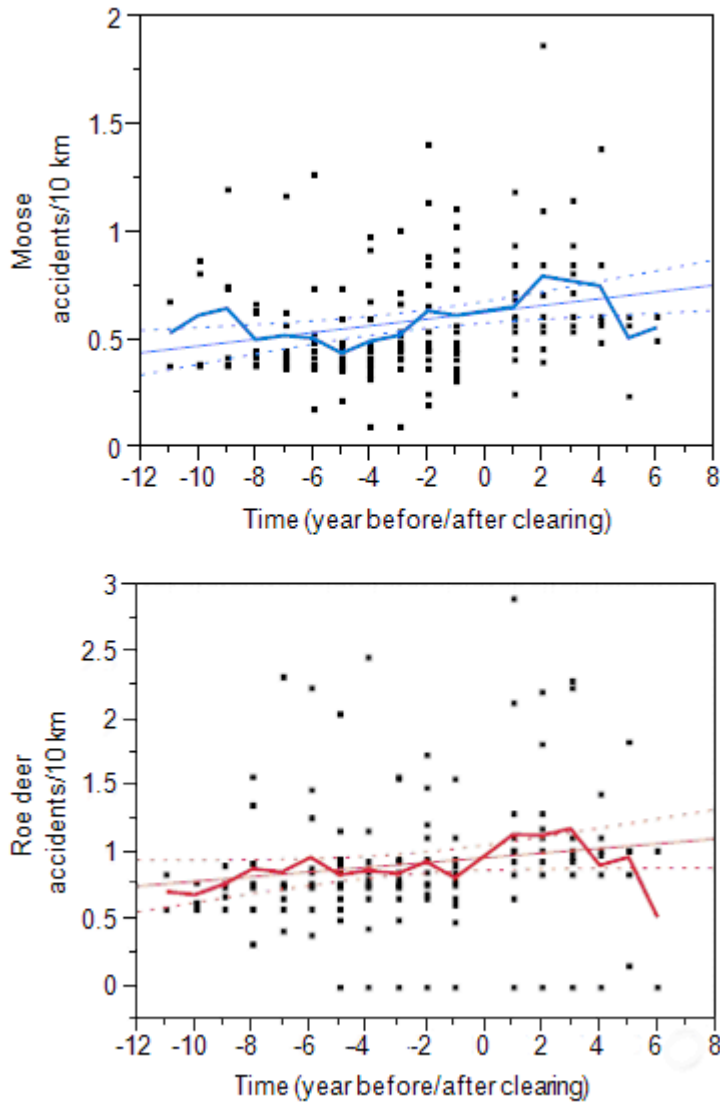 2
1.5
1
0.5
0
Moose
accidents/10 km
-12 -10 -8 -6 -4 -2 0 2 4 6 8
Time (year before/after clearing)
3
2.5
2
1.5
1
0.5
0
Roe deer
accidents/10 km
-12 -10 -8 -6 -4 -2 0 2 4 6 8
Time (year before/after clearing)